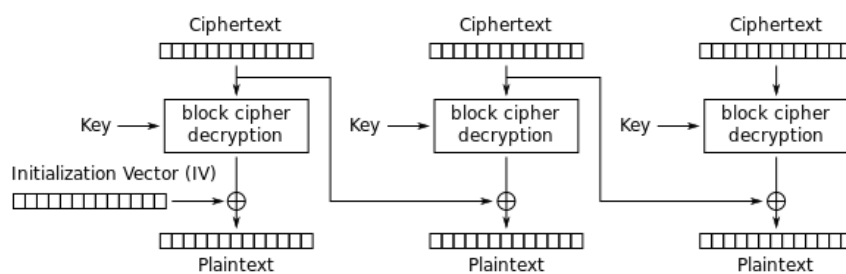 Ciphertext
Ciphertext
Ciphertext
Key
block cipher
decryption
Key
block cipher
decryption
Key
block cipher
decryption
Initialization Vector (IV)
Plaintext
Plaintext
Plaintext